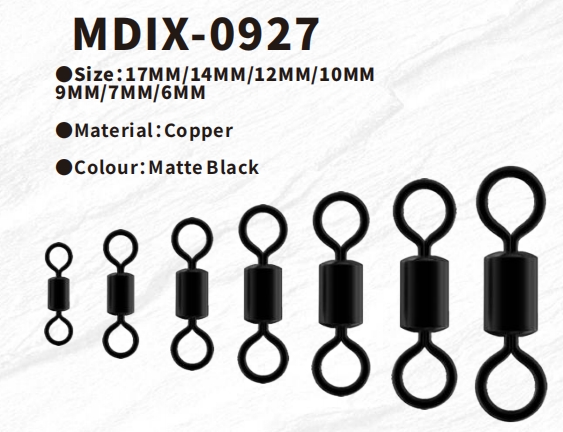 MDIX-0927
●Size:17MM/14MM/12MM/10MM
9MM/7MM/6MM
●Material:Copper
●Colour:Matte Black